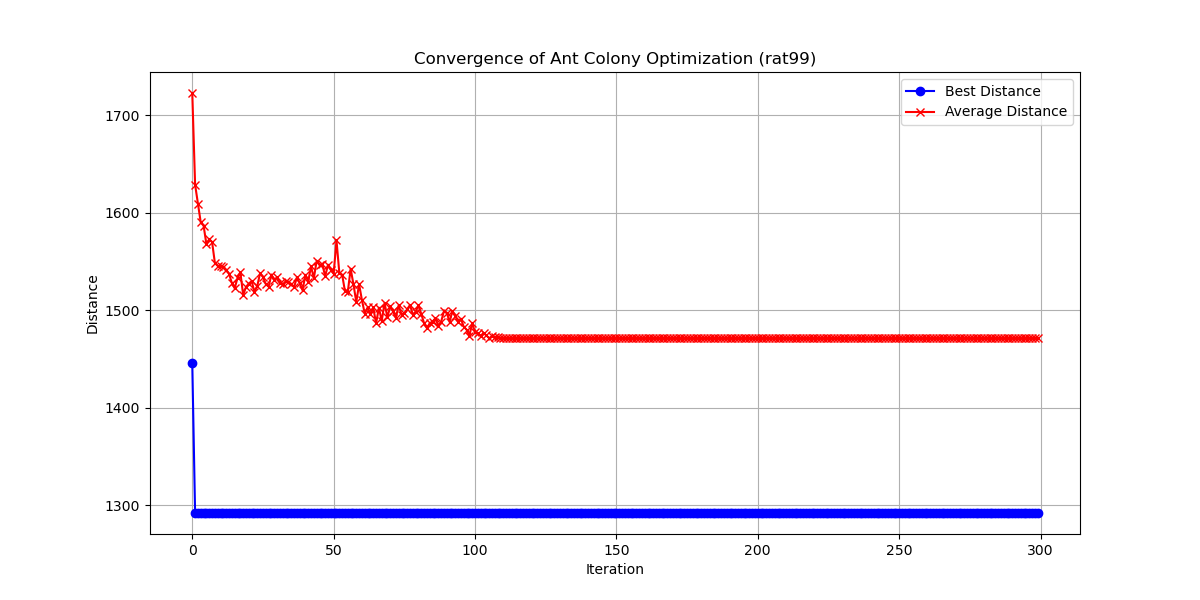 Convergence of Ant Colony Optimization (rat99)
Best Distance
Average Distance
Distance
1700
1600
1500
1400
1300
0 50 100 150 200 250 300
Iteration